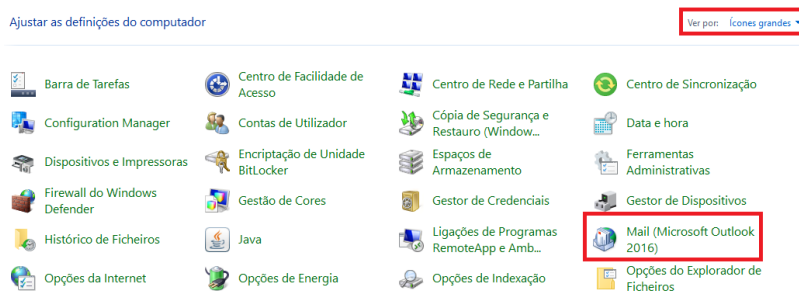 Ajustar as definições do computador
Ver por: Ícones grandes
Barra de Tarefas
Centro de Facilidade de
Acesso
Centro de Rede e Partilha
Centro de Sincronização
Configuration Manager
Contas de Utilizador
Cópia de Segurança e
Restauro (Window...
Data e hora
Dispositivos e Impressoras
Encriptação de Unidade
BitLocker
Espaços de
Armazenamento
Ferramentas
Administrativas
Firewall do Windows
Defender
Gestão de Cores
Gestor de Credenciais
Gestor de Dispositivos
Histórico de Ficheiros
Java
Ligações de Programas
RemoteApp e Amb...
Mail (Microsoft Outlook
2016)
Opções da Internet
Opções de Energia
Opções de Indexação
Opções do Explorador de
Ficheiros